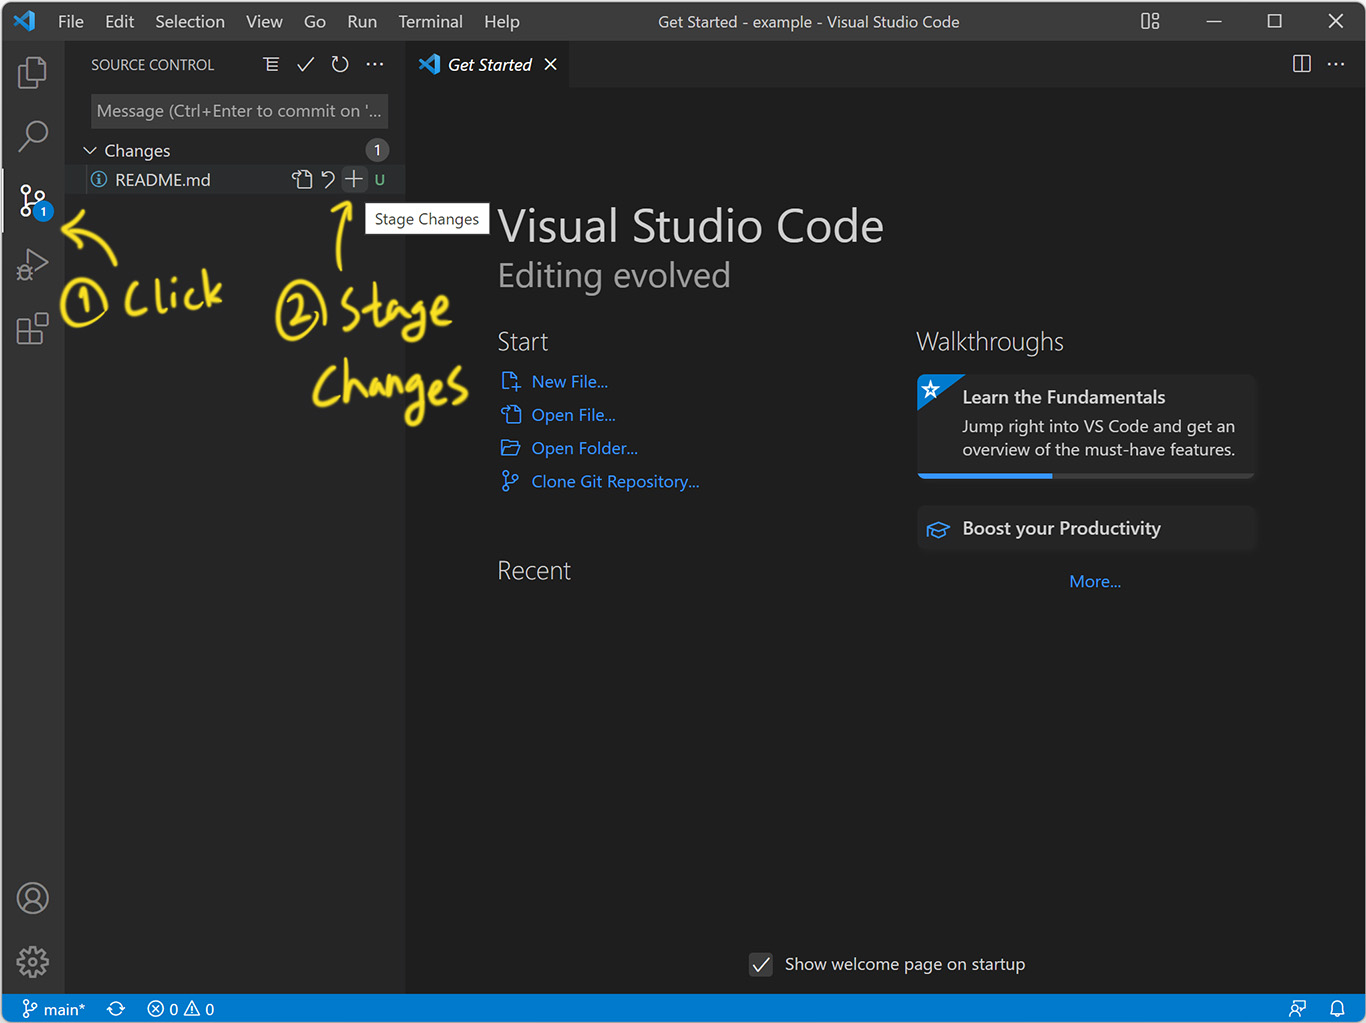 File Edit Selection View Go Run Terminal Help Get Started - example - Visual Studio Code
SOURCE CONTROL
Get Started
Message (Ctrl+Enter to commit on '...
Changes 1
README.md U
1
Stage Changes
① Click
② Stage
Changes
Visual Studio Code
Editing evolved
Start
New File...
Open File...
Open Folder...
Clone Git Repository...
Recent
Walkthroughs
Learn the Fundamentals
Jump right into VS Code and get an
overview of the must-have features.
Boost your Productivity
More...
Show welcome page on startup
main* 0 0